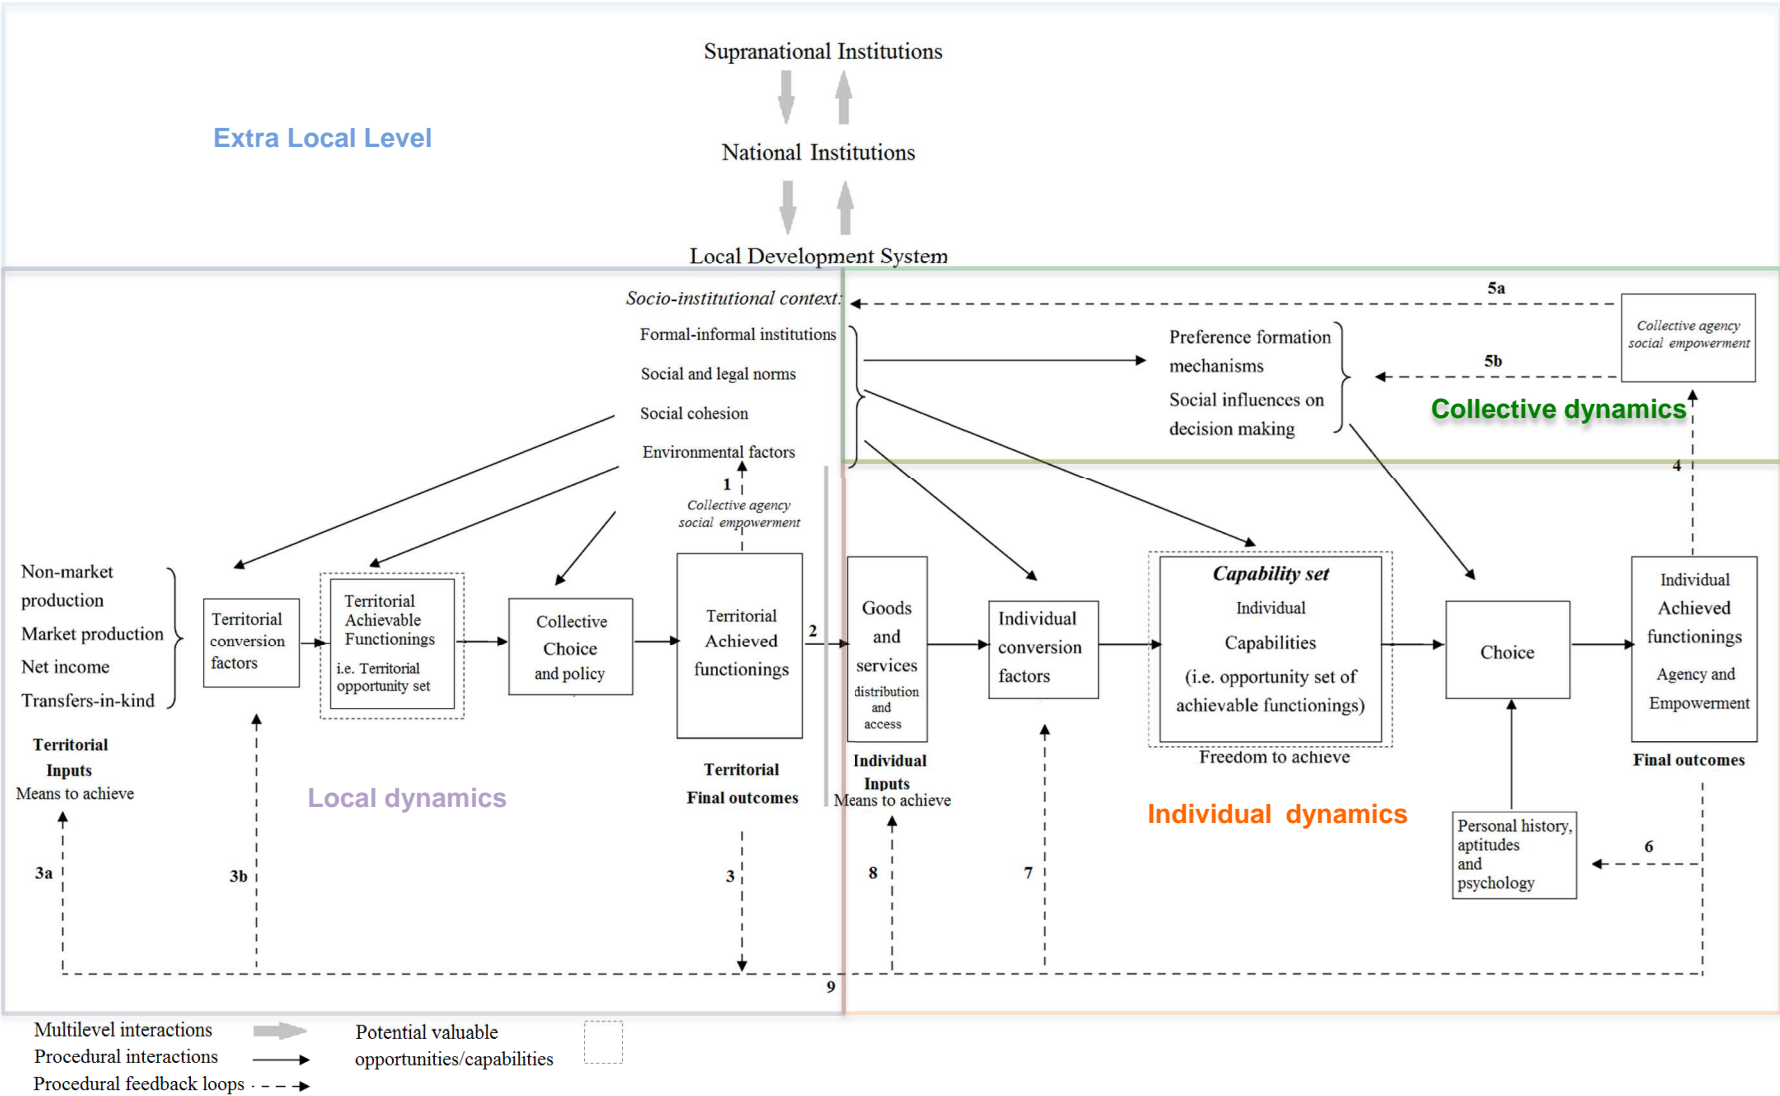 Supranational Institutions
Extra Local Level
National Institutions
Local Development System
Socio-institutional context:
Formal-informal institutions
Social and legal norms
Social cohesion
Environmental factors
1
Collective agency
social empowerment
5a
Preference formation
mechanisms
Social influences on
decision making
5b
Collective agency
social empowerment
Collective dynamics
4
Non-market
production
Market production
Net income
Transfers-in-kind
Territorial
Inputs
Means to achieve
Territorial
conversion
factors
Territorial
Achievable
Functionings
i.e. Territorial
opportunity set
Collective
Choice
and policy
Territorial
Achieved
functionings
Territorial
Final outcomes
2
Goods
and
services
distribution
and
access
Individual
Inputs
Means to achieve
Individual
conversion
factors
Capability set
Individual
Capabilities
(i.e. opportunity set of
achievable functionings)
Freedom to achieve
Choice
Individual
Achieved
functionings
Agency and
Empowerment
Final outcomes
Local dynamics
Individual dynamics
Personal history,
aptitudes
and
psychology
3a
3b
3
8
7
6
9
Multilevel interactions
Procedural interactions
Procedural feedback loops
Potential valuable
opportunities/capabilities